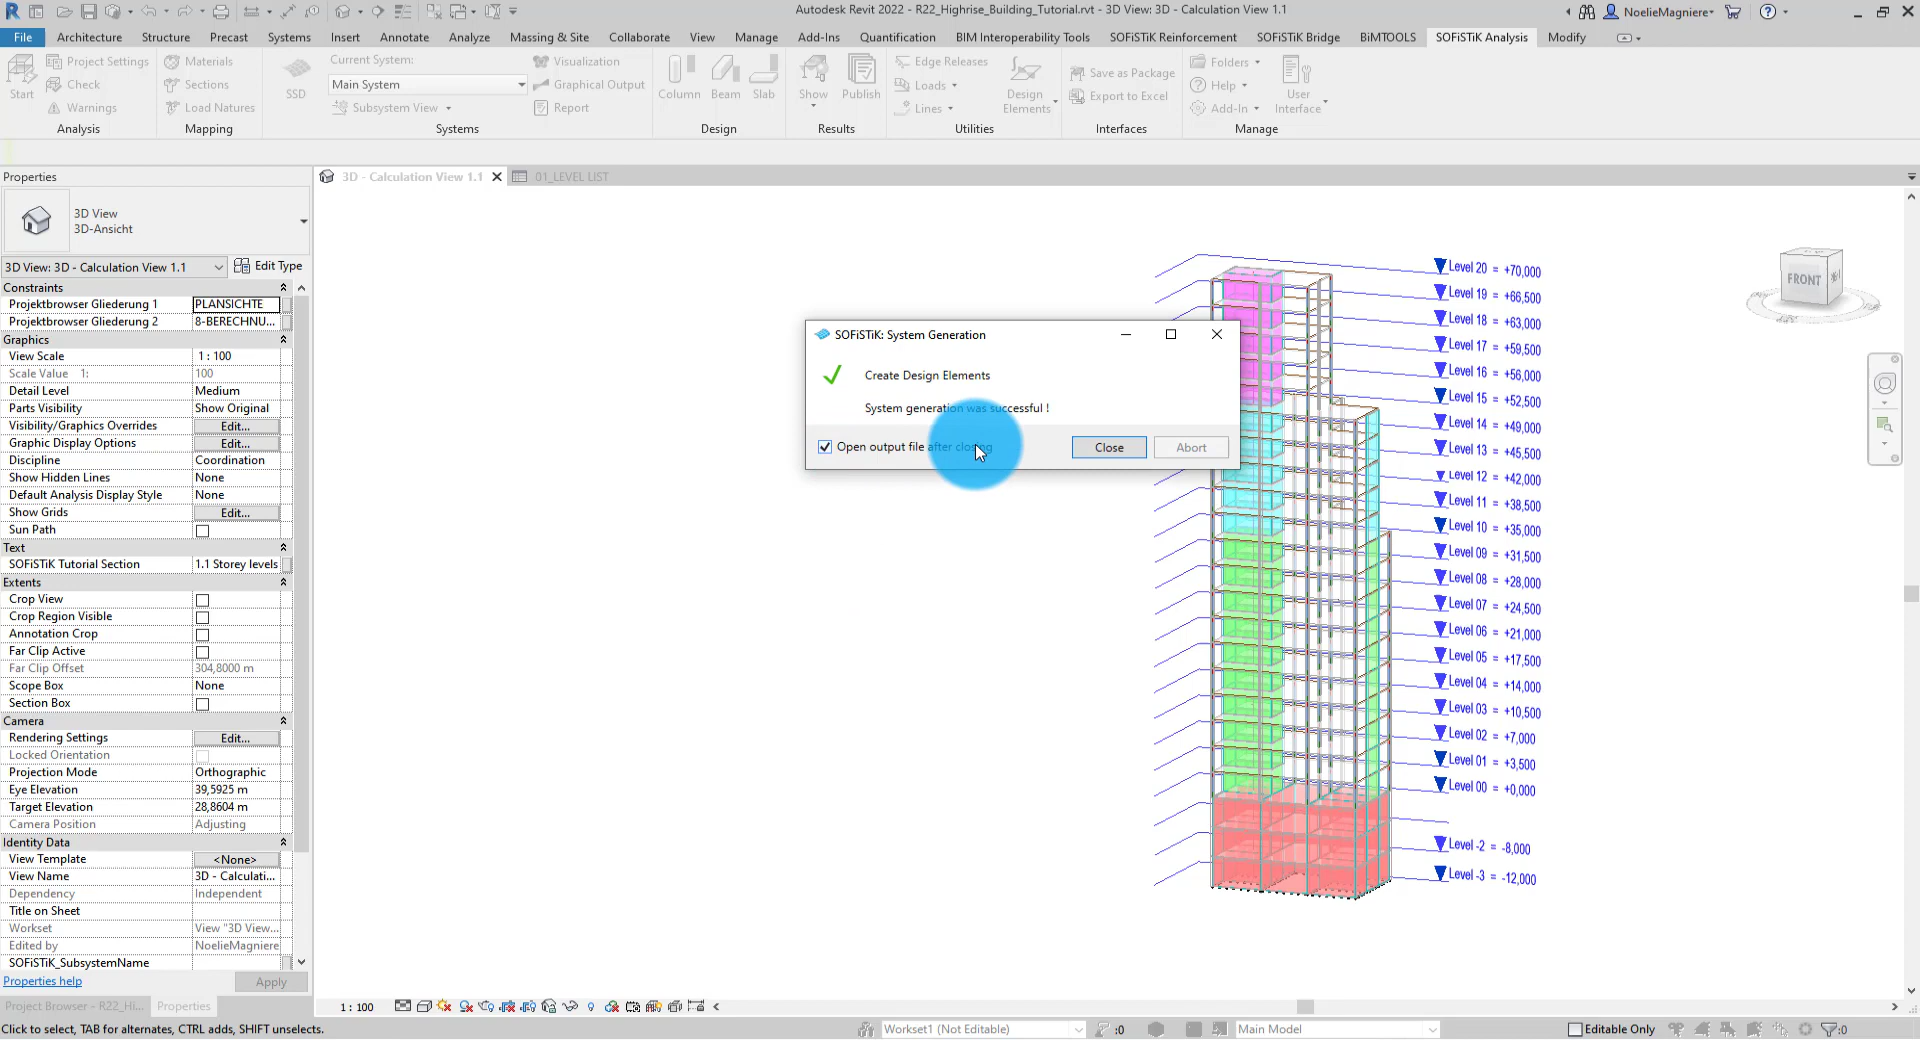 Autodesk Revit 2022 - R22_Highrise_Building_Tutorial.rvt - 3D View: 3D - Calculation View 1.1
NoelieMagniere
File Architecture Structure Precast Systems Insert Annotate Analyze Massing & Site Collaborate View Manage Add-Ins Quantification BIM Interoperability Tools SOFiSTiK Reinforcement SOFiSTiK Bridge BiMTOOLS SOFiSTiK Analysis Modify
Start
Project Settings
Check
Warnings
Analysis
Materials
Sections
Load Natures
Mapping
SSD
Current System:
Main System
Subsystem View
Visualization
Graphical Output
Report
Systems
Column Beam Slab
Design
Show Publish
Results
Edge Releases
Loads
Lines
Design Elements
Utilities
Save as Package
Export to Excel
Interfaces
Folders
Help
Add-In
User Interface
Manage
Properties
3D View
3D-Ansicht
3D View: 3D - Calculation View 1.1 Edit Type
Constraints
Projektbrowser Gliederung 1 PLANSICHTE
Projektbrowser Gliederung 2 8-BERECHNU...
Graphics
View Scale 1 : 100
Scale Value 1: 100
Detail Level Medium
Parts Visibility Show Original
Visibility/Graphics Overrides Edit...
Graphic Display Options Edit...
Discipline Coordination
Show Hidden Lines None
Default Analysis Display Style None
Show Grids Edit...
Sun Path
Text
SOFiSTiK Tutorial Section 1.1 Storey levels
Extents
Crop View
Crop Region Visible
Annotation Crop
Far Clip Active
Far Clip Offset 304,8000 m
Scope Box None
Section Box
Camera
Rendering Settings Edit...
Locked Orientation
Projection Mode Orthographic
Eye Elevation 39,5925 m
Target Elevation 28,8604 m
Camera Position Adjusting
Identity Data
View Template <None>
View Name 3D - Calculati...
Dependency Independent
Title on Sheet
Workset View "3D View...
Edited by NoelieMagniere
SOFiSTiK_SubsystemName
Properties help Apply
Project Browser - R22_Hi... Properties
3D - Calculation View 1.1 01_LEVEL LIST
SOFiSTiK: System Generation
Create Design Elements
System generation was successful !
Open output file after closing Close Abort
Level 20 = +70,000
Level 19 = +66,500
Level 18 = +63,000
Level 17 = +59,500
Level 16 = +56,000
Level 15 = +52,500
Level 14 = +49,000
Level 13 = +45,500
Level 12 = +42,000
Level 11 = +38,500
Level 10 = +35,000
Level 09 = +31,500
Level 08 = +28,000
Level 07 = +24,500
Level 06 = +21,000
Level 05 = +17,500
Level 04 = +14,000
Level 03 = +10,500
Level 02 = +7,000
Level 01 = +3,500
Level 00 = +0,000
Level -2 = -8,000
Level -3 = -12,000
FRONT
1 : 100
Click to select, TAB for alternates, CTRL adds, SHIFT unselects.
Workset1 (Not Editable) :0 Main Model Editable Only :0